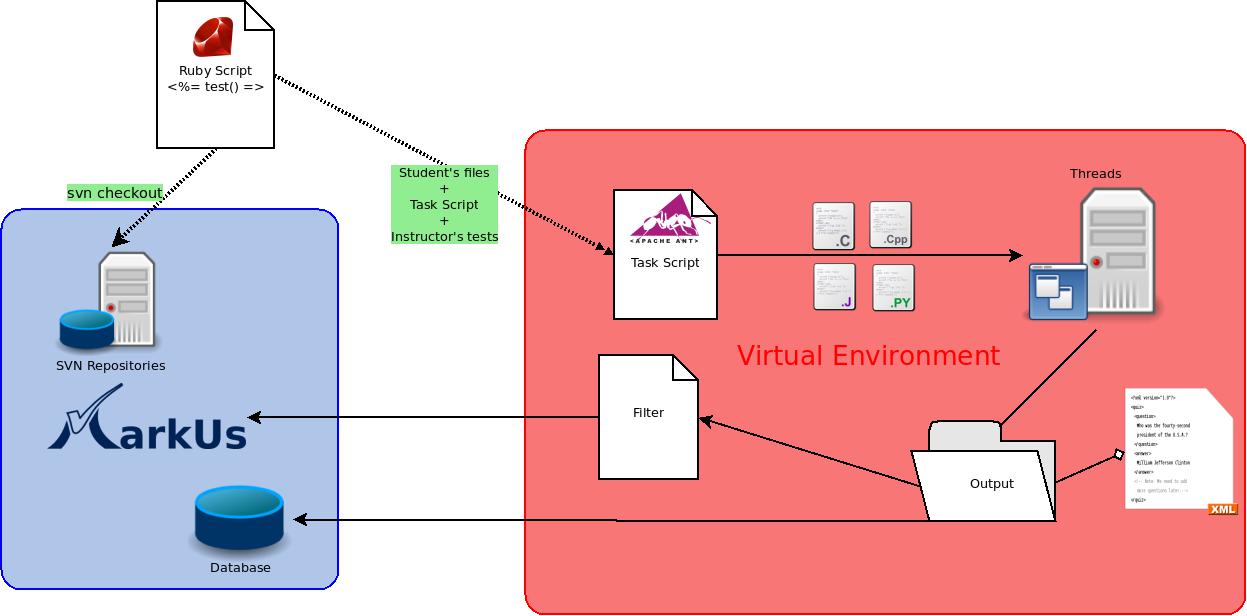 Ruby Script
<%= test() =>
svn checkout
Student's files
+
Task Script
+
Instructor's tests
Threads
<APACHE ANT>
Task Script
.C
.Cpp
.J
.PY
SVN Repositories
Virtual Environment
MarkUs
Filter
Output
<?xml version="1.0"?>
<quiz>
<question>
Who was the fourty-second
president of the U.S.A.?
</question>
<answer>
William Jefferson Clinton
</answer>
<!-- Note: We need to add
more questions later.-->
</quiz>
XML
Database